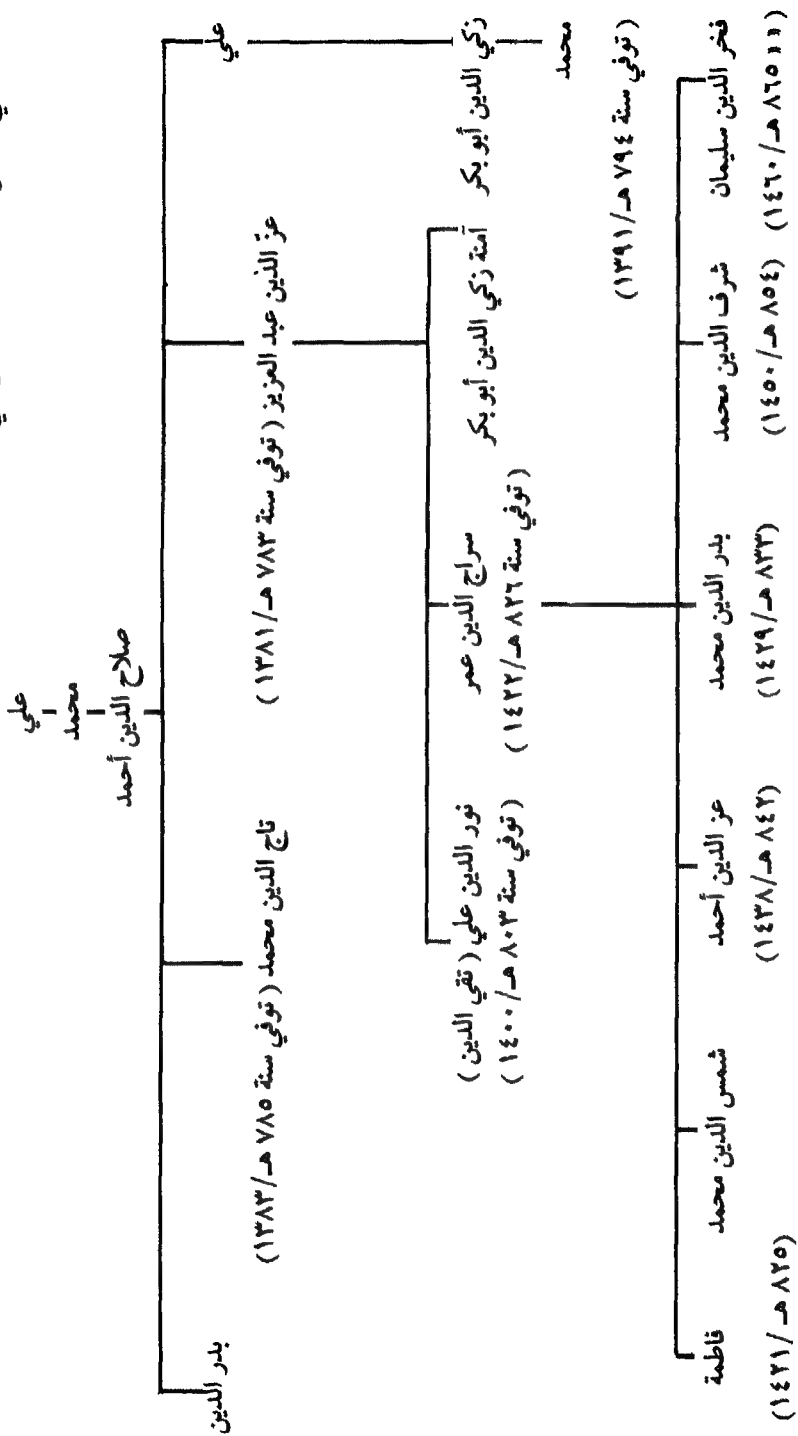 علي
محمد
صلاح الدين أحمد
علي
عز الدين عبد العزيز (توفي سنة ٧٨٣ هـ/١٣٨١)
تاج الدين محمد (توفي سنة ٧٨٥ هـ/١٣٨٣)
بدر الدين
زكي الدين أبو بكر
آمنة زكي الدين أبو بكر
سراج الدين عمر
(توفي سنة ٨٢٦ هـ/١٤٢٢)
نور الدين علي (تقي الدين)
(توفي سنة ٨٠٣ هـ/١٤٠٠)
محمد
(توفي سنة ٧٩٤ هـ/١٣٩١)
فخر الدين سليمان
(٨٦٥ هـ/١٤٦٠)
شرف الدين محمد
(٨٥٤ هـ/١٤٥٠)
بدر الدين محمد
(٨٣٣ هـ/١٤٢٩)
عز الدين أحمد
(٨٤٢ هـ/١٤٣٨)
شمس الدين محمد
فاطمة
(٨٢٥ هـ/١٤٢١)